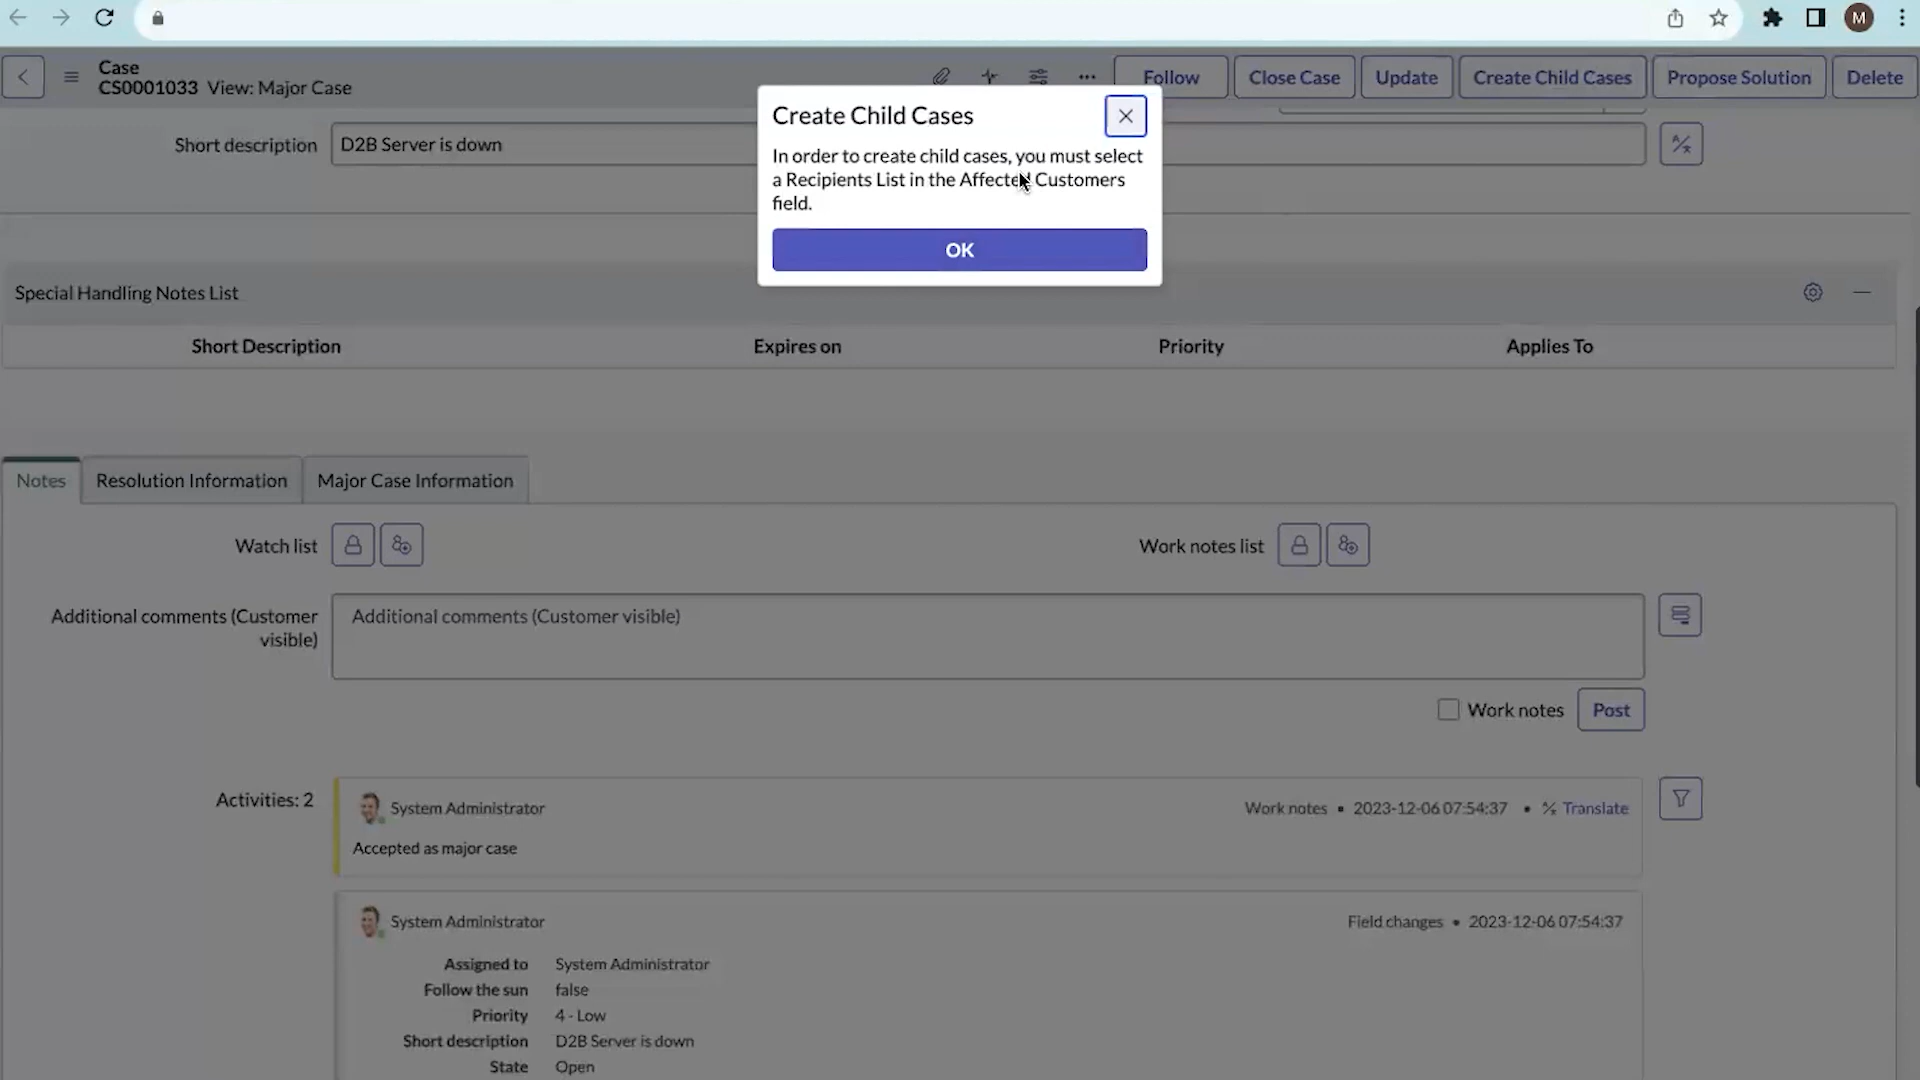 M
Case
CS0001033 View: Major Case
Follow
Close Case
Update
Create Child Cases
Propose Solution
Delete
Create Child Cases
In order to create child cases, you must select
a Recipients List in the Affected Customers
field.
OK
Short description
D2B Server is down
Special Handling Notes List
Short Description
Expires on
Priority
Applies To
Notes
Resolution Information
Major Case Information
Watch list
Work notes list
Additional comments (Customer
visible)
Additional comments (Customer visible)
Work notes
Post
Activities: 2
System Administrator
Work notes • 2023-12-06 07:54:37 • Translate
Accepted as major case
System Administrator
Field changes • 2023-12-06 07:54:37
Assigned to System Administrator
Follow the sun false
Priority 4 - Low
Short description D2B Server is down
State Open